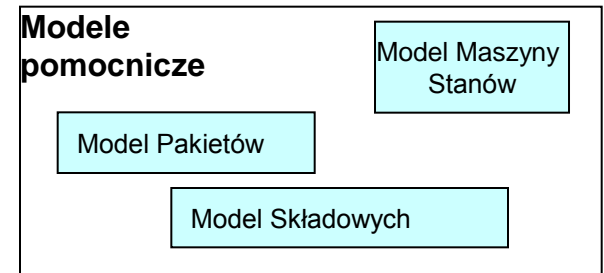 Modele
pomocnicze
Model Maszyny
Stanów
Model Pakietów
Model Składowych